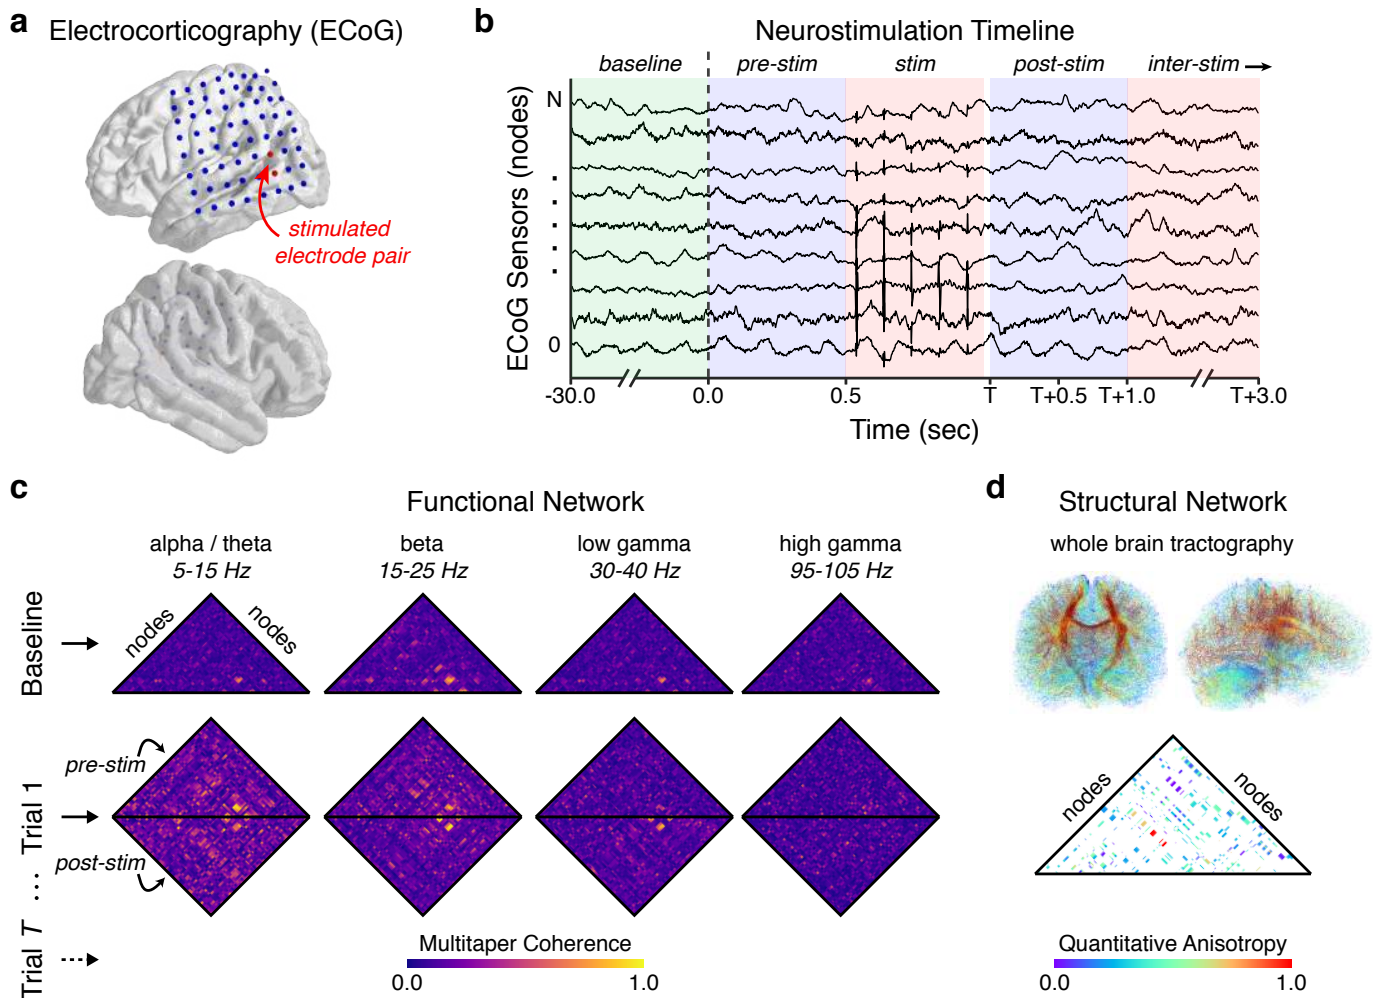 a Electrocorticography (ECoG)
stimulated
electrode pair
b Neurostimulation Timeline
baseline pre-stim stim post-stim inter-stim
ECoG Sensors (nodes)
N
0
-30.0 0.0 0.5 T T+0.5 T+1.0 T+3.0
Time (sec)
c Functional Network
alpha / theta beta low gamma high gamma
5-15 Hz 15-25 Hz 30-40 Hz 95-105 Hz
Baseline
nodes nodes
Trial 1
pre-stim
post-stim
...
Trial T
Multitaper Coherence
0.0 1.0
d Structural Network
whole brain tractography
nodes nodes
Quantitative Anisotropy
0.0 1.0